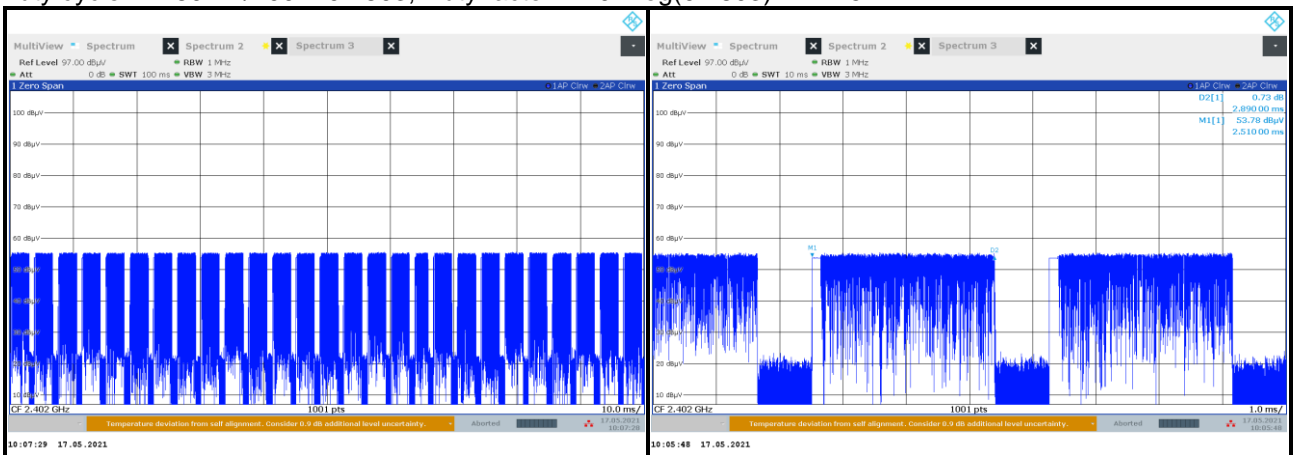 MultiView Spectrum Spectrum 2 Spectrum 3
Ref Level 97.00 dBµV RBW 1 MHz
Att 0 dB SWT 100 ms VBW 3 MHz
1 Zero Span 1AP Clrw 2AP Clrw
100 dBµV
90 dBµV
80 dBµV
70 dBµV
60 dBµV
20 dBµV
10 dBµV
CF 2.402 GHz 1001 pts 10.0 ms/
Temperature deviation from self alignment. Consider 0.9 dB additional level uncertainty. Aborted 17.05.2021
10:07:28
10:07:29 17.05.2021
MultiView Spectrum Spectrum 2 Spectrum 3
Ref Level 97.00 dBµV RBW 1 MHz
Att 0 dB SWT 10 ms VBW 3 MHz
1 Zero Span 1AP Clrw 2AP Clrw
D2[1] 0.73 dB
2.890 00 ms
M1[1] 53.78 dBµV
2.510 00 ms
100 dBµV
90 dBµV
80 dBµV
70 dBµV
60 dBµV
M1
D2
20 dBµV
10 dBµV
CF 2.402 GHz 1001 pts 1.0 ms/
Temperature deviation from self alignment. Consider 0.9 dB additional level uncertainty. Aborted 17.05.2021
10:05:48
10:05:48 17.05.2021